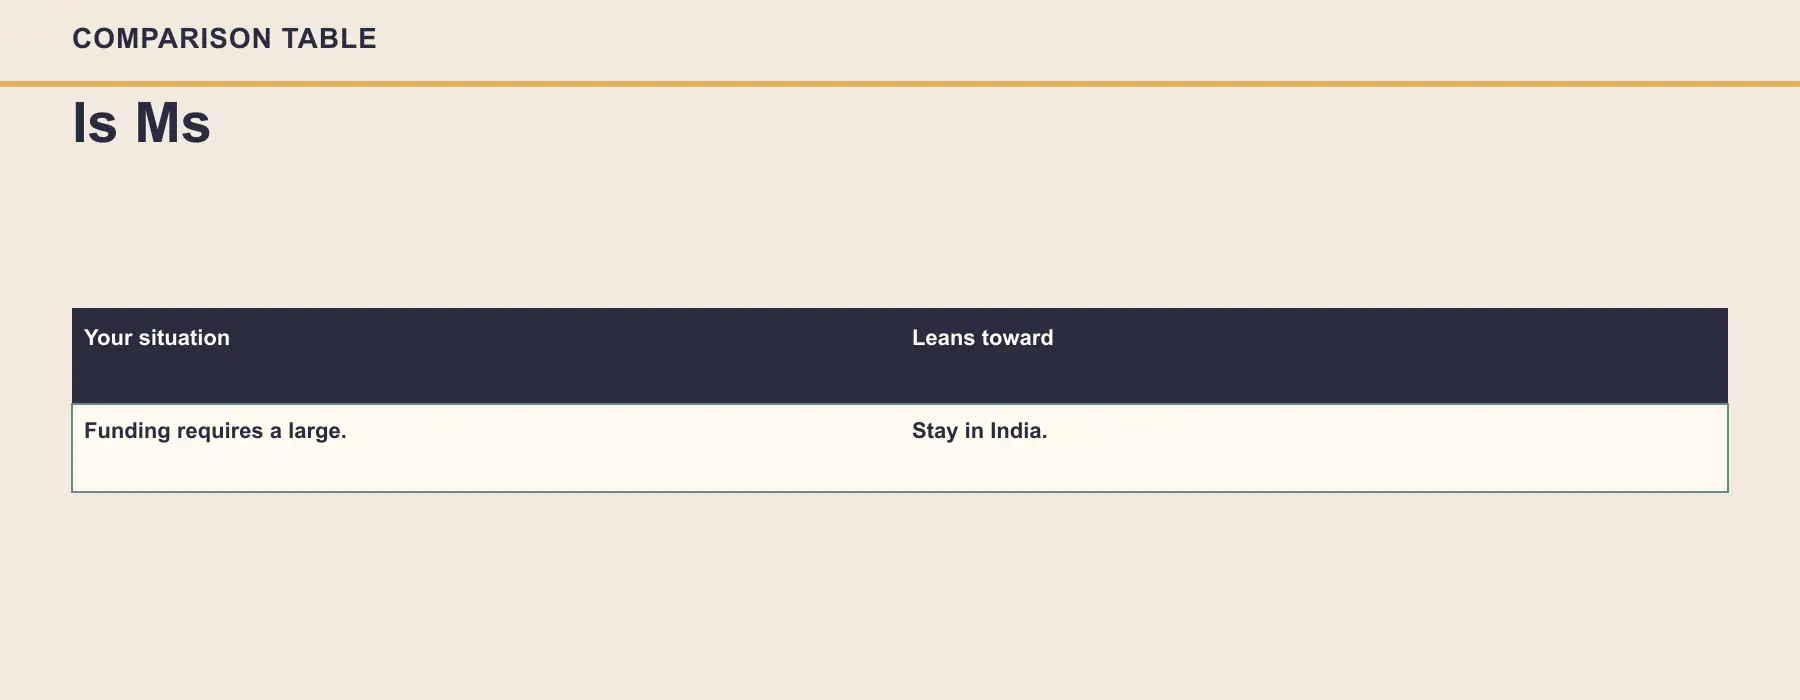 COMPARISON TABLE
Is Ms
Your situation Leans toward
Funding requires a large. Stay in India.